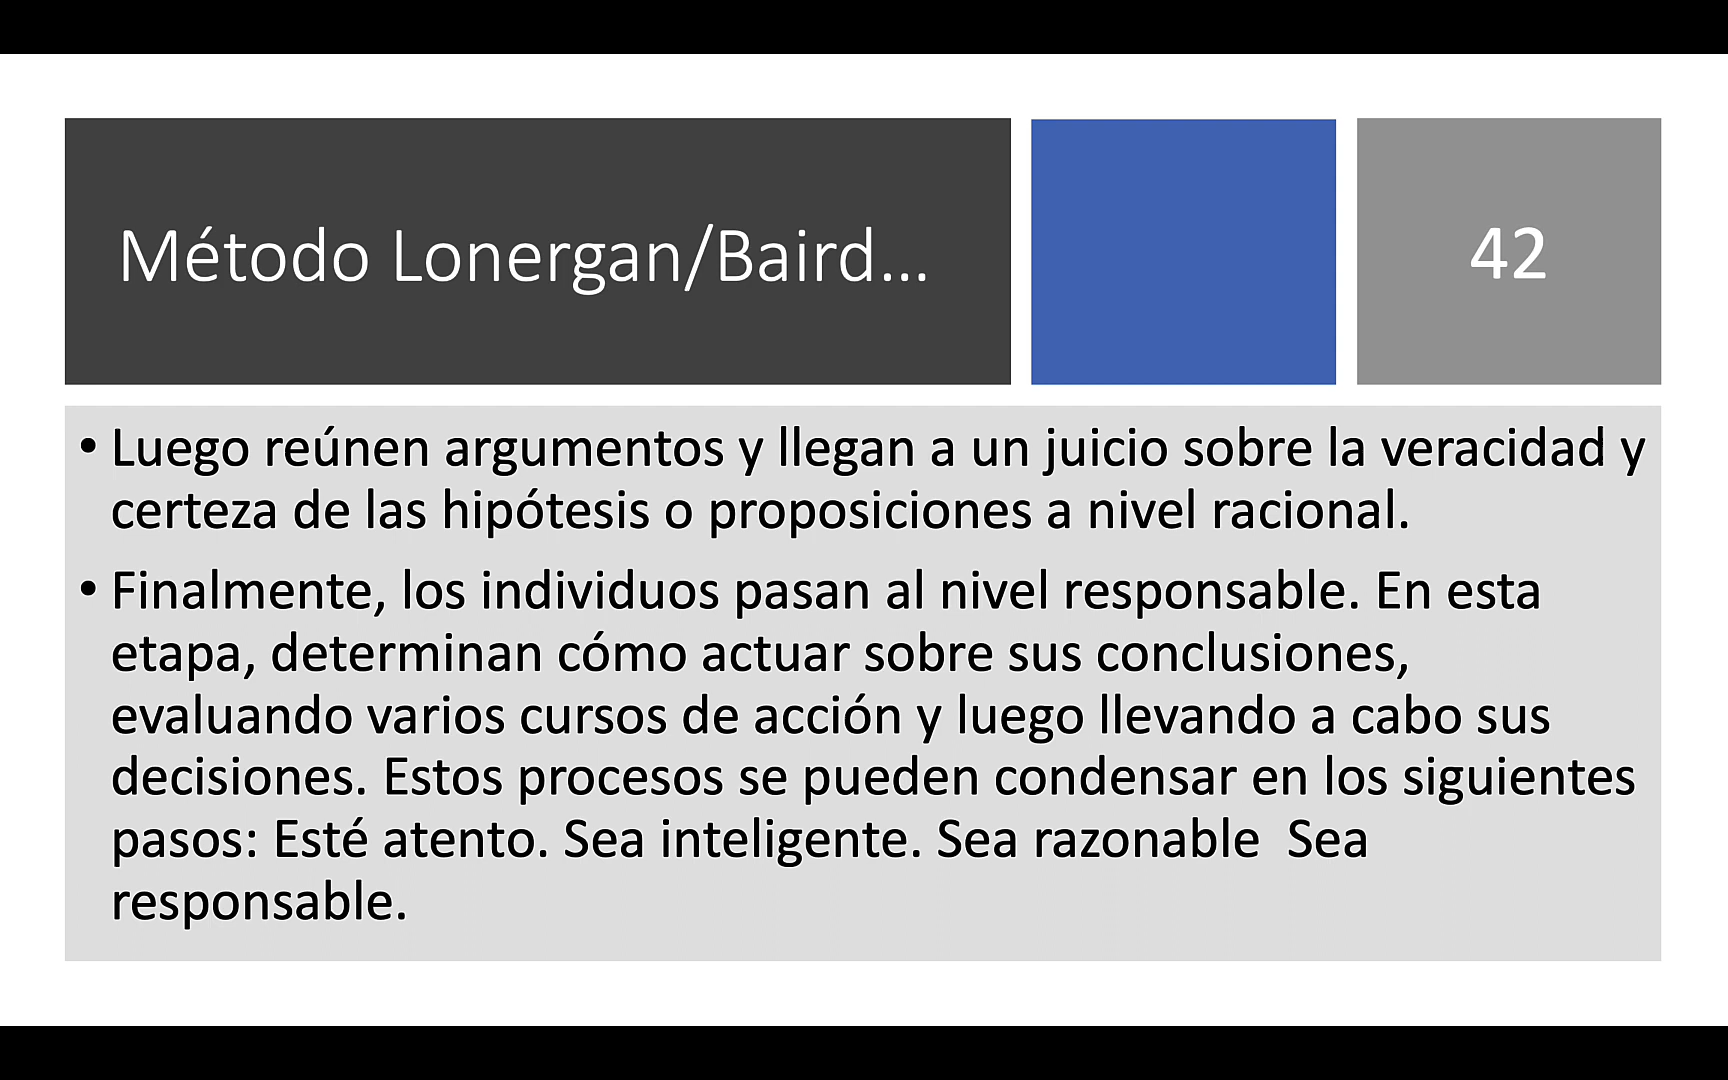 Método Lonergan/Baird...
42
• Luego reúnen argumentos y llegan a un juicio sobre la veracidad y
certeza de las hipótesis o proposiciones a nivel racional.
• Finalmente, los individuos pasan al nivel responsable. En esta
etapa, determinan cómo actuar sobre sus conclusiones,
evaluando varios cursos de acción y luego llevando a cabo sus
decisiones. Estos procesos se pueden condensar en los siguientes
pasos: Esté atento. Sea inteligente. Sea razonable  Sea
responsable.